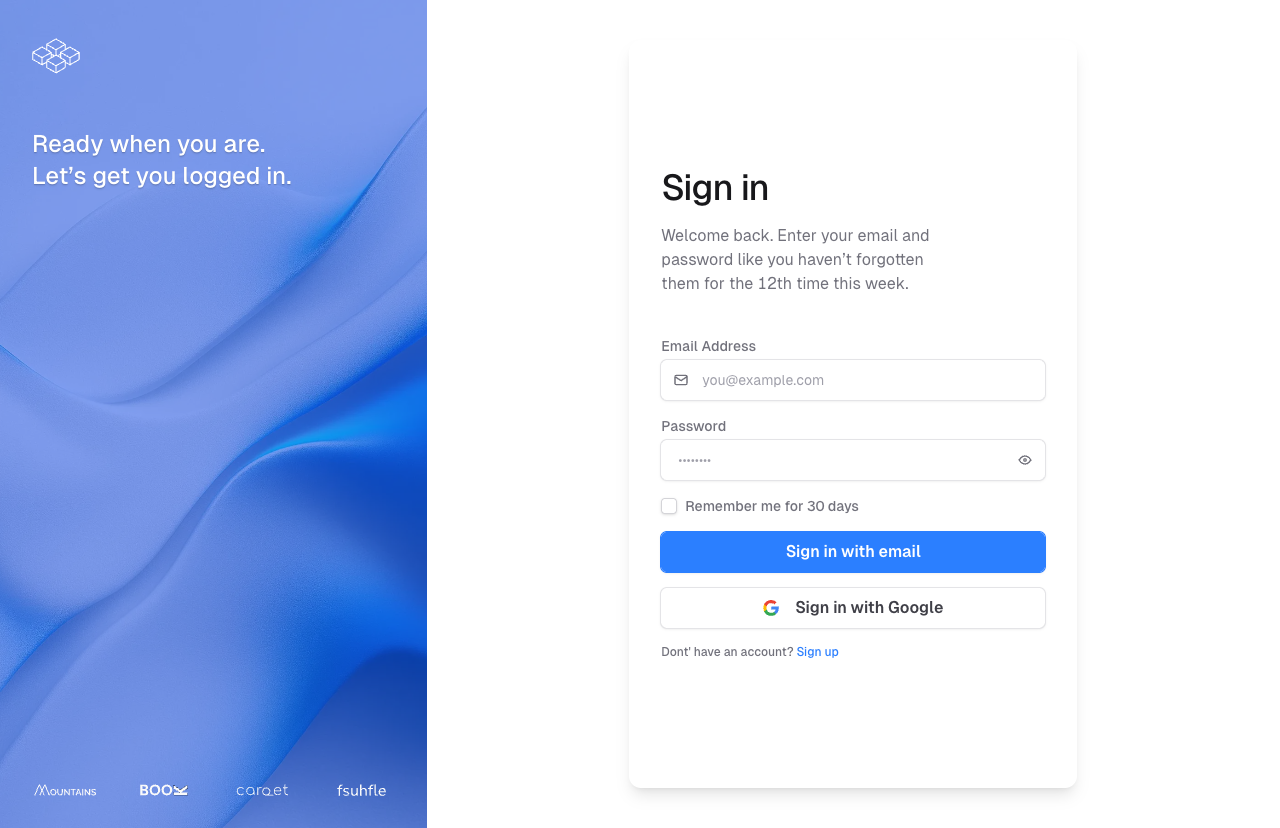 Ready when you are.
Let’s get you logged in.
MOUNTAINS
BOO
caroet
fsuhfle
Sign in
Welcome back. Enter your email and
password like you haven’t forgotten
them for the 12th time this week.
Email Address
you@example.com
Password
••••••••
Remember me for 30 days
Sign in with email
Sign in with Google
Dont' have an account? Sign up